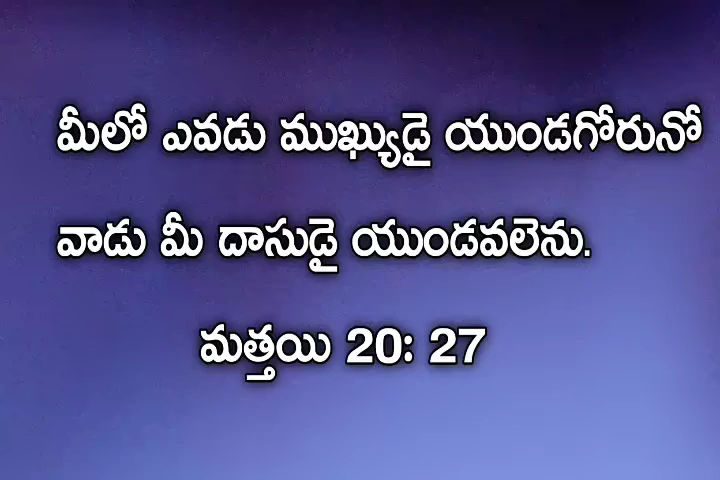 మీలో ఎవడు ముఖ్యుడై యుండగోరునో
వాడు మీ దాసుడై యుండవలెను.
మత్తయి 20: 27